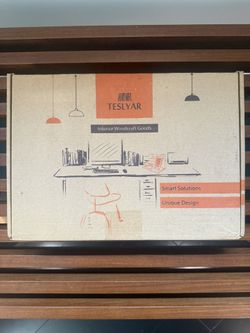 TESLYAR
Interior Woodcraft Goods
Smart Solutions
Unique Design